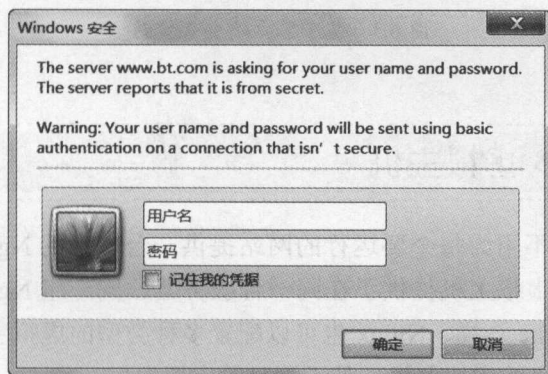 Windows 安全
The server www.bt.com is asking for your user name and password.
The server reports that it is from secret.
Warning: Your user name and password will be sent using basic
authentication on a connection that isn' t secure.
用户名
密码
记住我的凭据
确定
取消